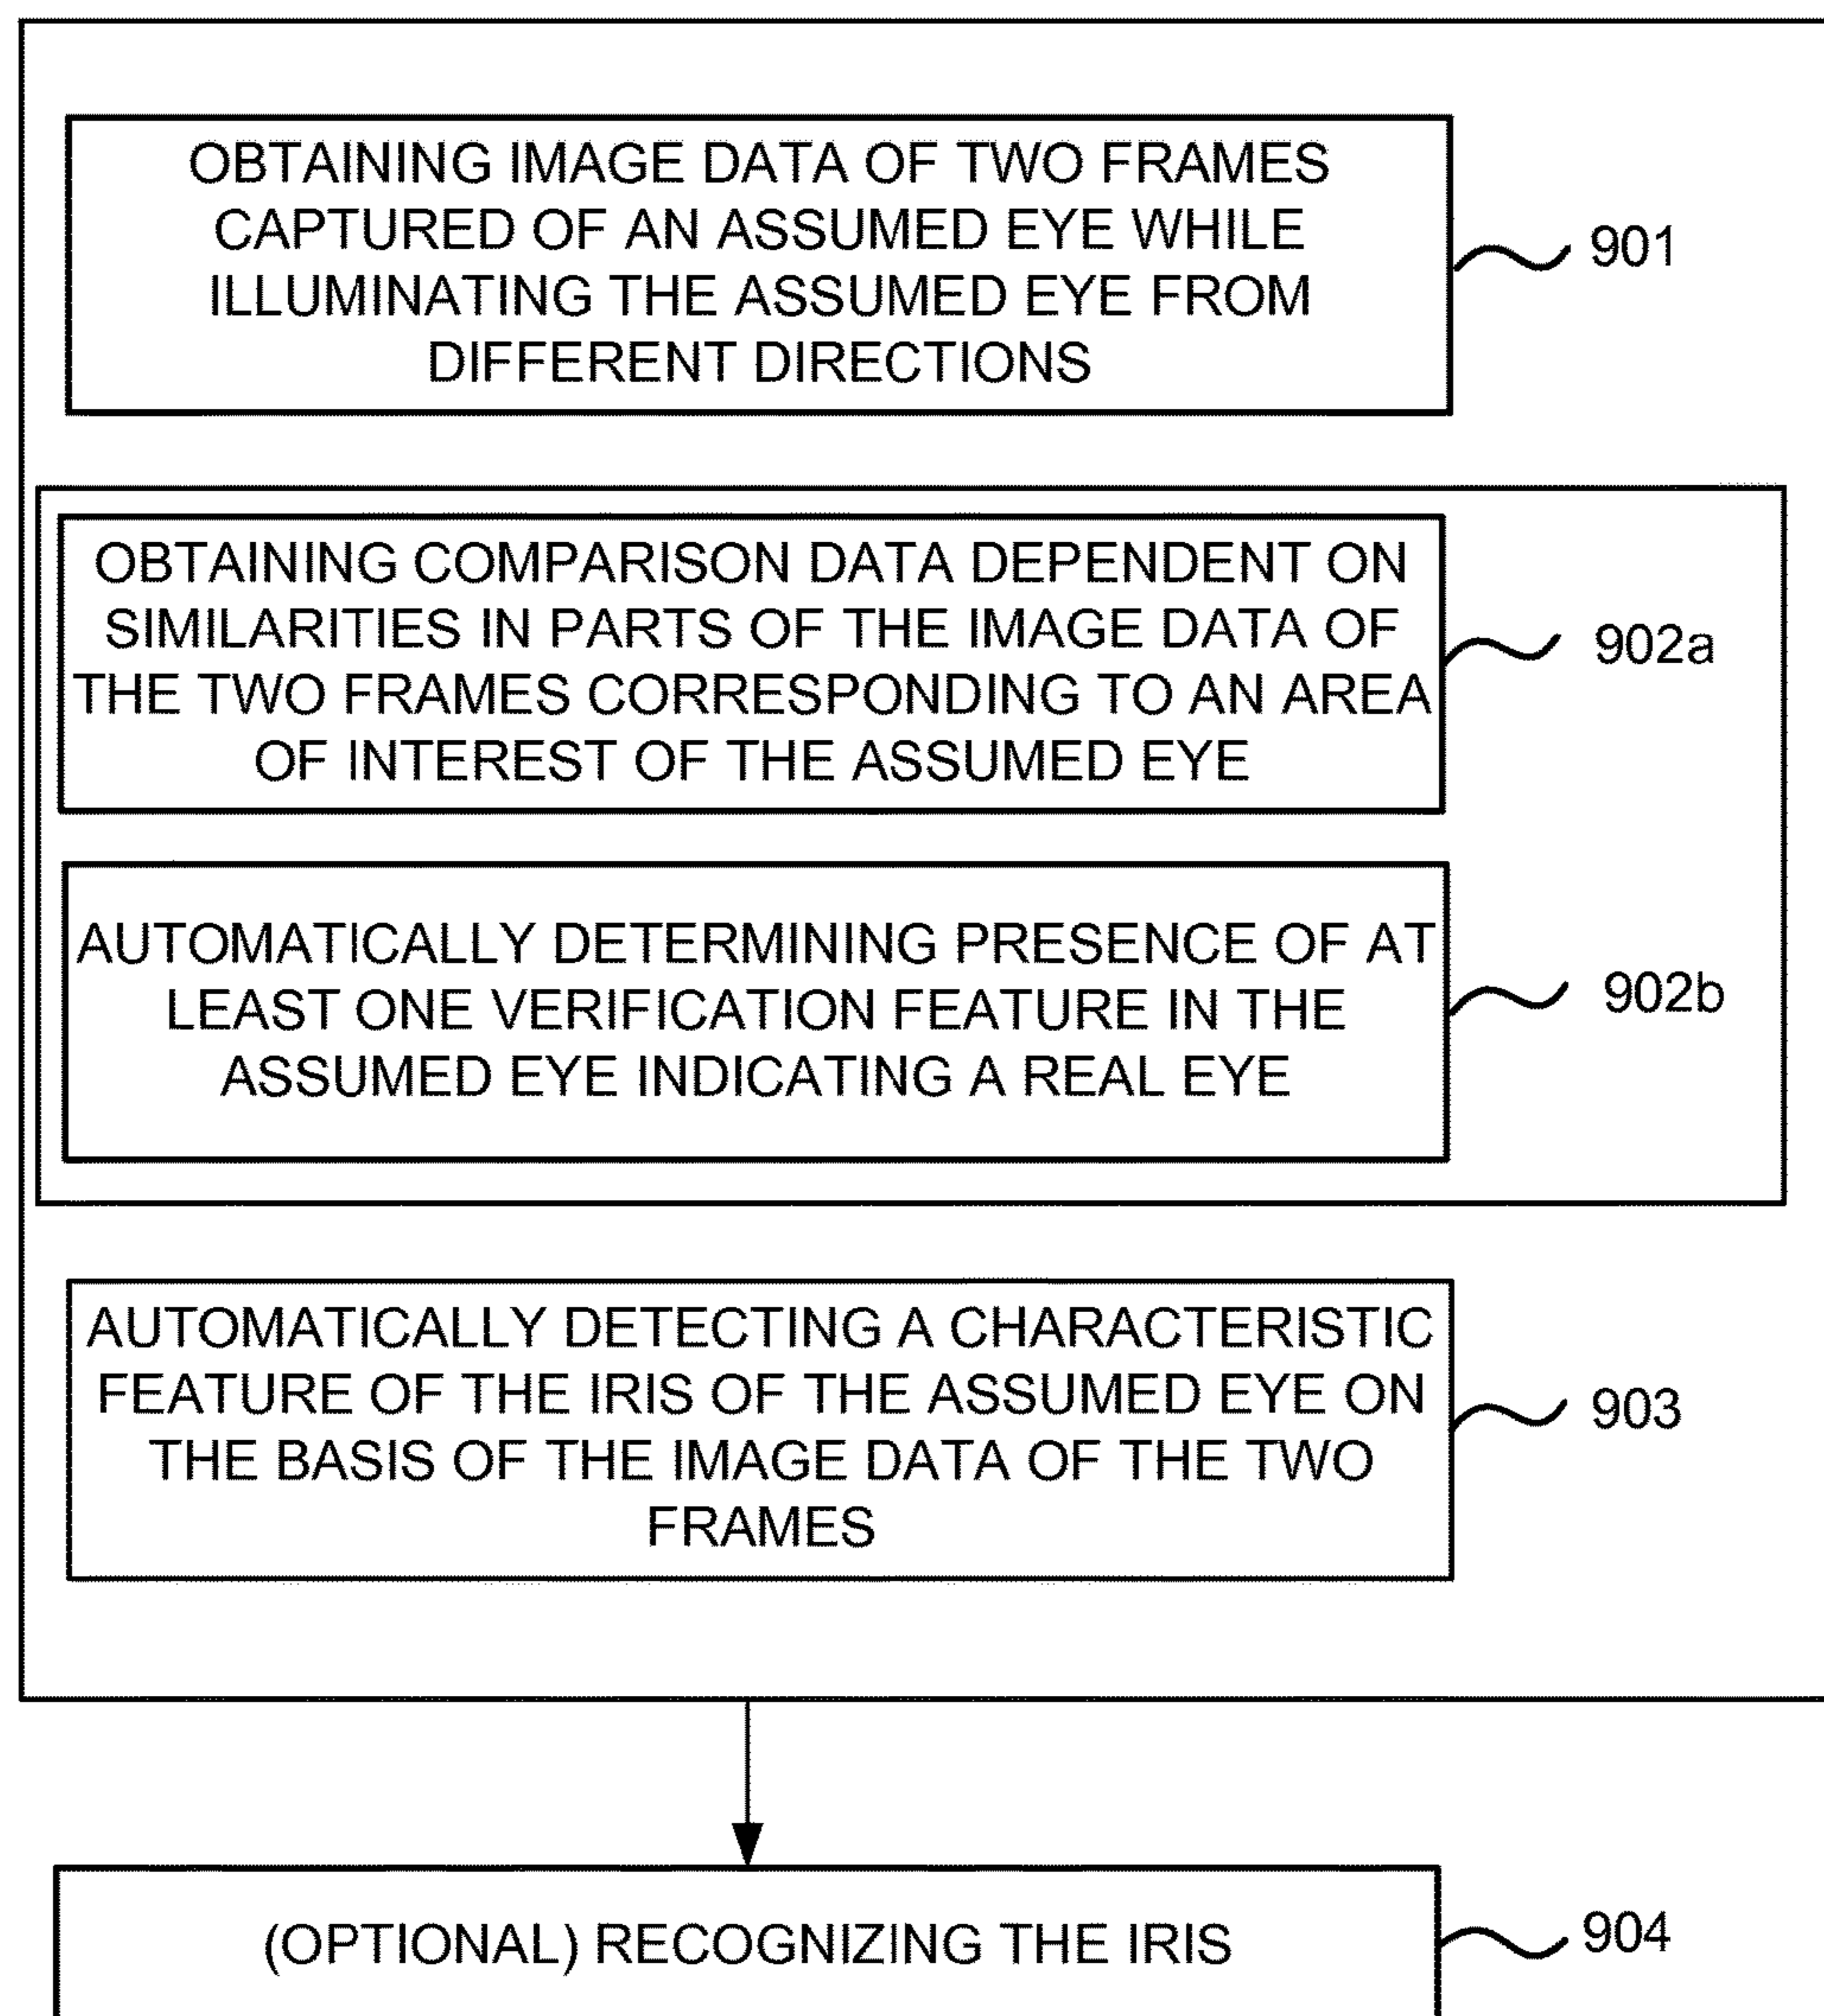 OBTAINING IMAGE DATA OF TWO FRAMES
CAPTURED OF AN ASSUMED EYE WHILE
ILLUMINATING THE ASSUMED EYE FROM
DIFFERENT DIRECTIONS
901
OBTAINING COMPARISON DATA DEPENDENT ON
SIMILARITIES IN PARTS OF THE IMAGE DATA OF
THE TWO FRAMES CORRESPONDING TO AN AREA
OF INTEREST OF THE ASSUMED EYE
902a
AUTOMATICALLY DETERMINING PRESENCE OF AT
LEAST ONE VERIFICATION FEATURE IN THE
ASSUMED EYE INDICATING A REAL EYE
902b
AUTOMATICALLY DETECTING A CHARACTERISTIC
FEATURE OF THE IRIS OF THE ASSUMED EYE ON
THE BASIS OF THE IMAGE DATA OF THE TWO
FRAMES
903
(OPTIONAL) RECOGNIZING THE IRIS
904